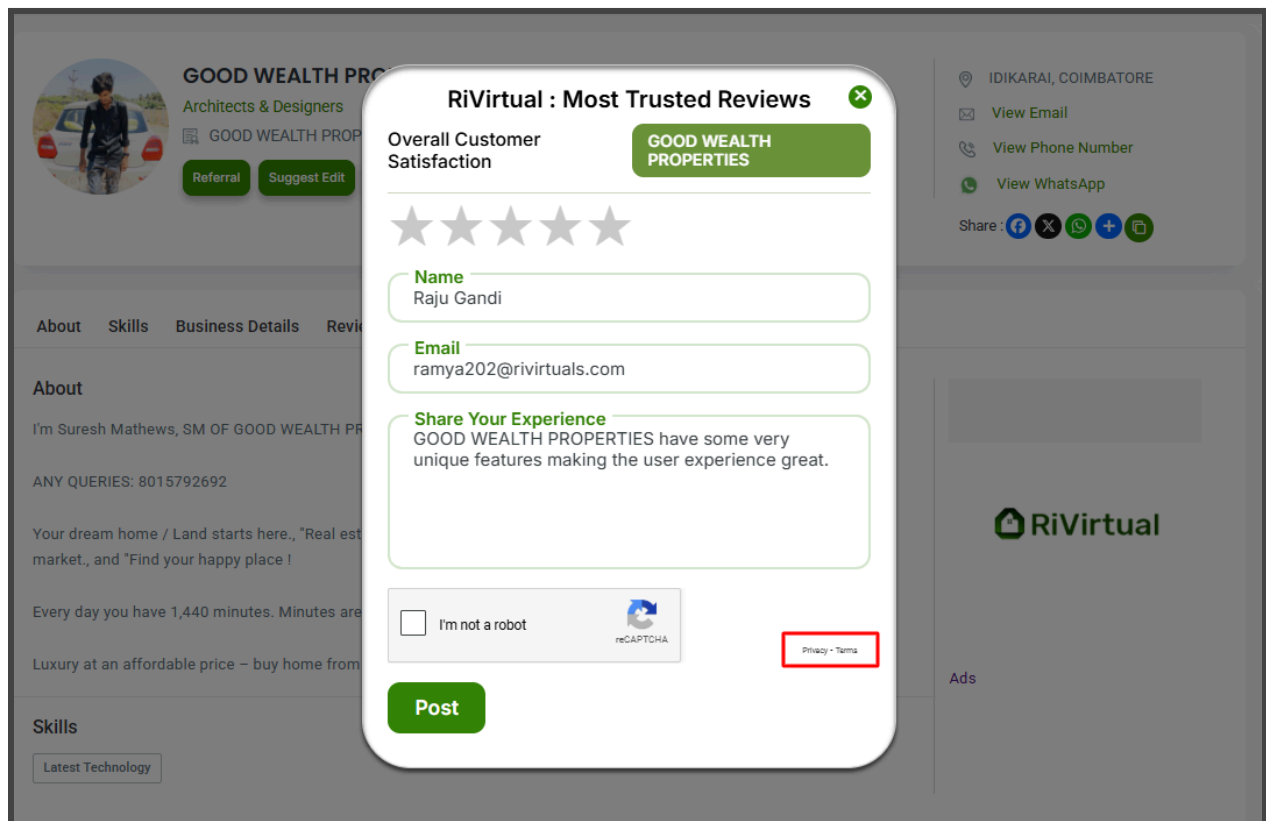 GOOD WEALTH PRO
Architects & Designers
GOOD WEALTH PROP
Referral
Suggest Edit
IDIKARAI, COIMBATORE
View Email
View Phone Number
View WhatsApp
Share :
RiVirtual : Most Trusted Reviews
Overall Customer
Satisfaction
GOOD WEALTH
PROPERTIES
Name
Raju Gandi
Email
ramya202@rivirtuals.com
Share Your Experience
GOOD WEALTH PROPERTIES have some very
unique features making the user experience great.
I'm not a robot
reCAPTCHA
Privacy - Terms
Post
About Skills Business Details Revie
About
I'm Suresh Mathews, SM OF GOOD WEALTH PR
ANY QUERIES: 8015792692
Your dream home / Land starts here., "Real est
market., and "Find your happy place !
Every day you have 1,440 minutes. Minutes are
Luxury at an affordable price – buy home from
Skills
Latest Technology
RiVirtual
Ads